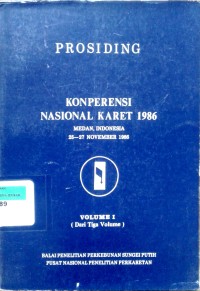 PROSIDING
KONPERENSI
NASIONAL KARET 1986
MEDAN, INDONESIA
25—27 NOVEMBER 1986
VOLUME I
( Dari Tiga Volume )
BALAI PENELITIAN PERKEBUNAN SUNGEI PUTIH
PUSAT NASIONAL PENELITIAN PERKARETAN
89